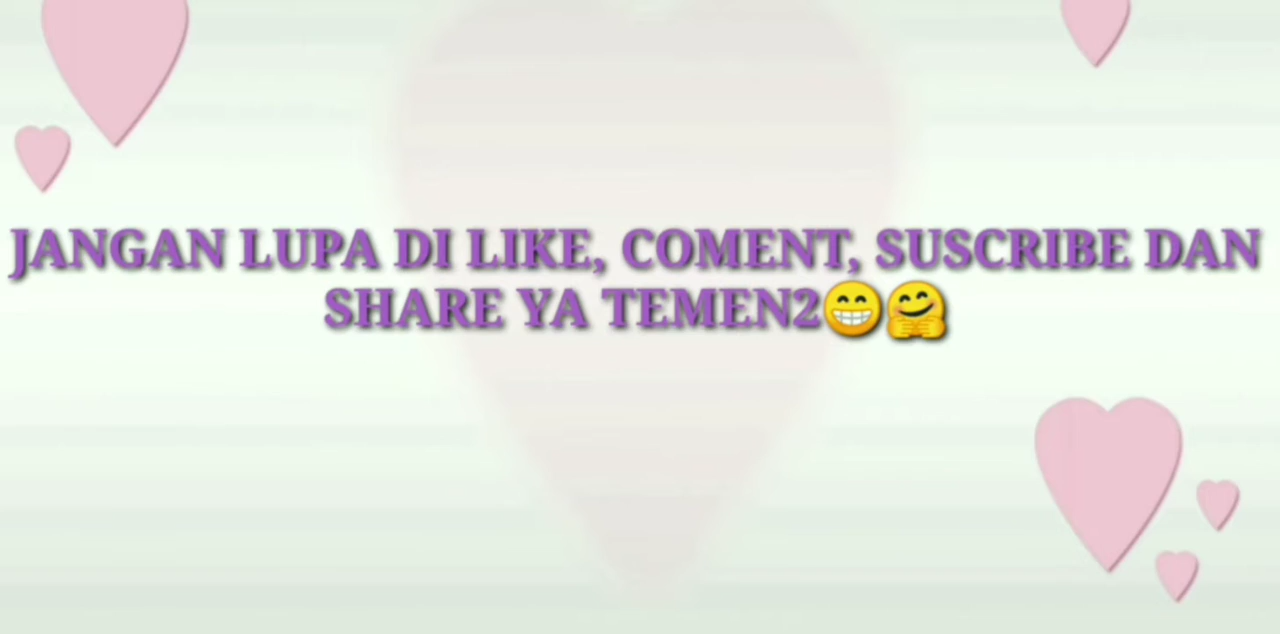 JANGAN LUPA DI LIKE, COMENT, SUSCRIBE DAN
SHARE YA TEMEN2😁🤗